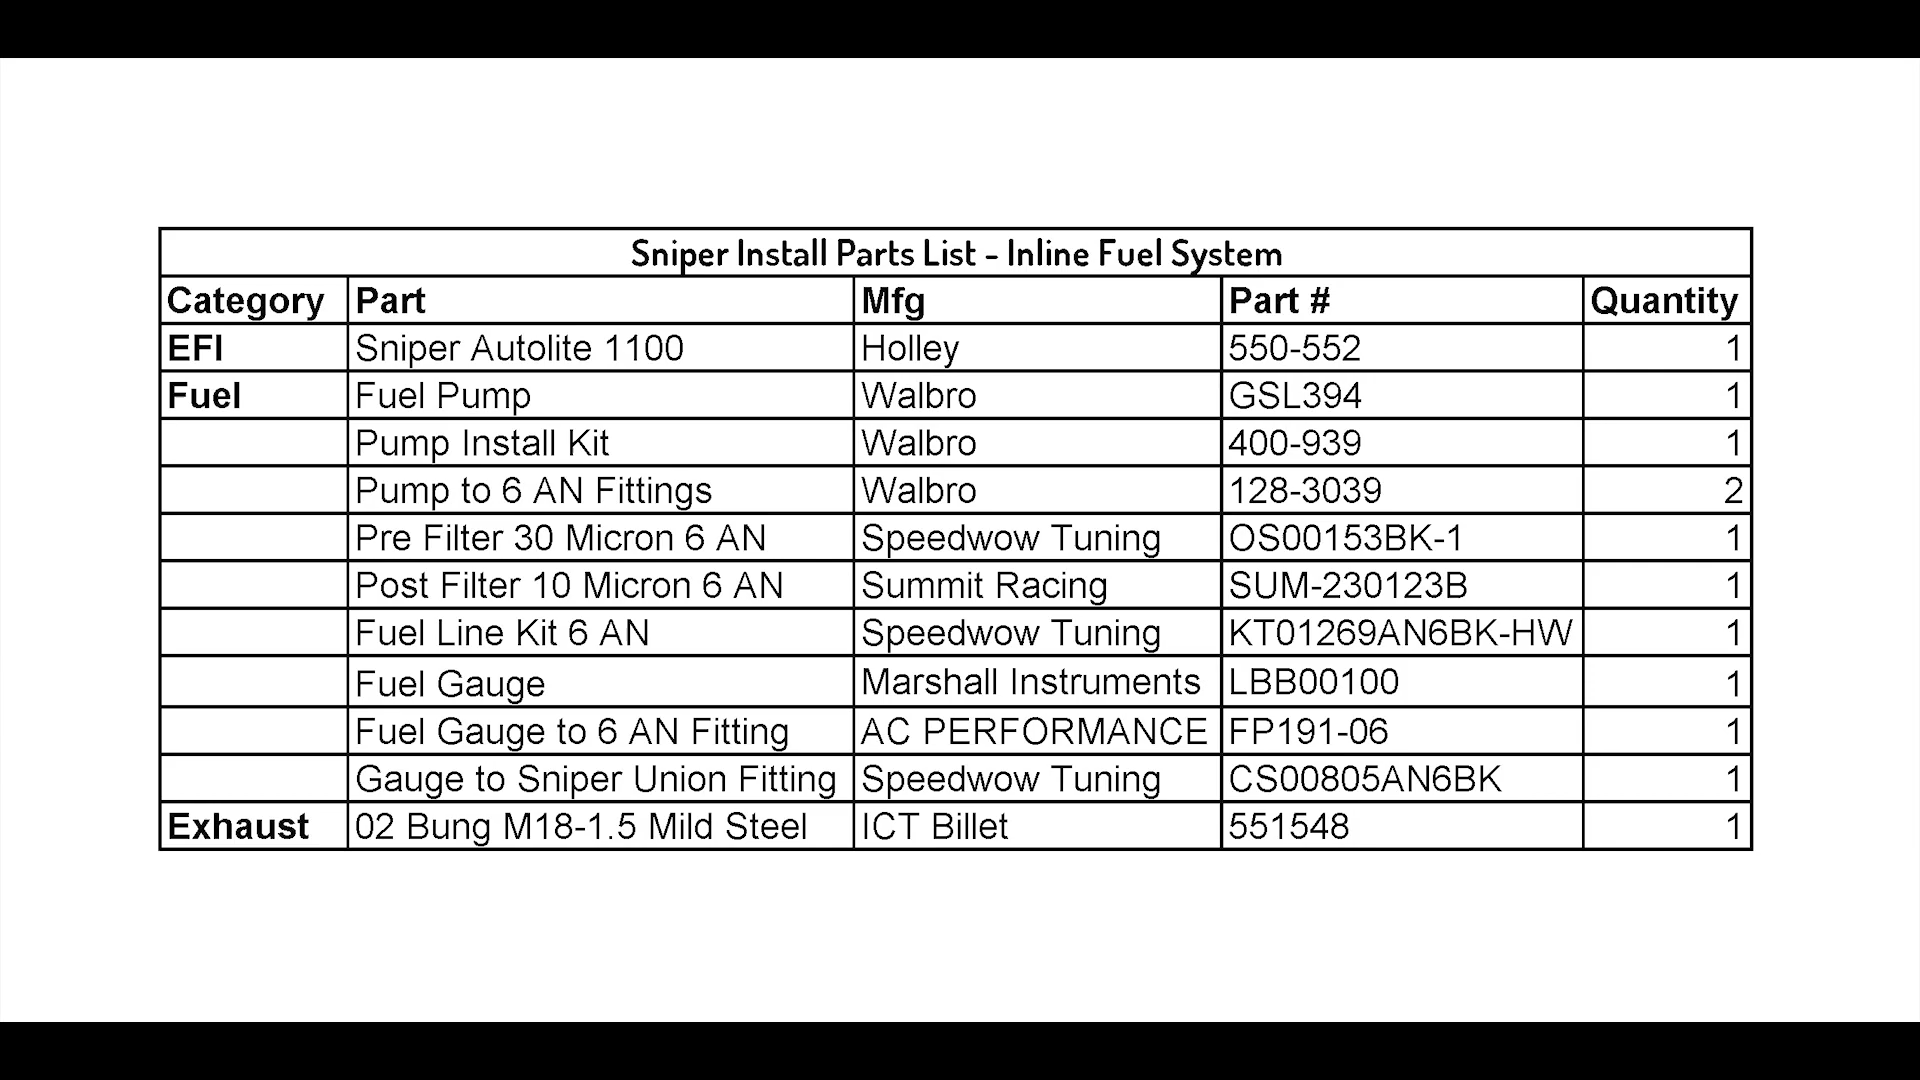 Sniper Install Parts List - Inline Fuel System
Category Part Mfg Part # Quantity
EFI Sniper Autolite 1100 Holley 550-552 1
Fuel Fuel Pump Walbro GSL394 1
Pump Install Kit Walbro 400-939 1
Pump to 6 AN Fittings Walbro 128-3039 2
Pre Filter 30 Micron 6 AN Speedwow Tuning OS00153BK-1 1
Post Filter 10 Micron 6 AN Summit Racing SUM-230123B 1
Fuel Line Kit 6 AN Speedwow Tuning KT01269AN6BK-HW 1
Fuel Gauge Marshall Instruments LBB00100 1
Fuel Gauge to 6 AN Fitting AC PERFORMANCE FP191-06 1
Gauge to Sniper Union Fitting Speedwow Tuning CS00805AN6BK 1
Exhaust 02 Bung M18-1.5 Mild Steel ICT Billet 551548 1